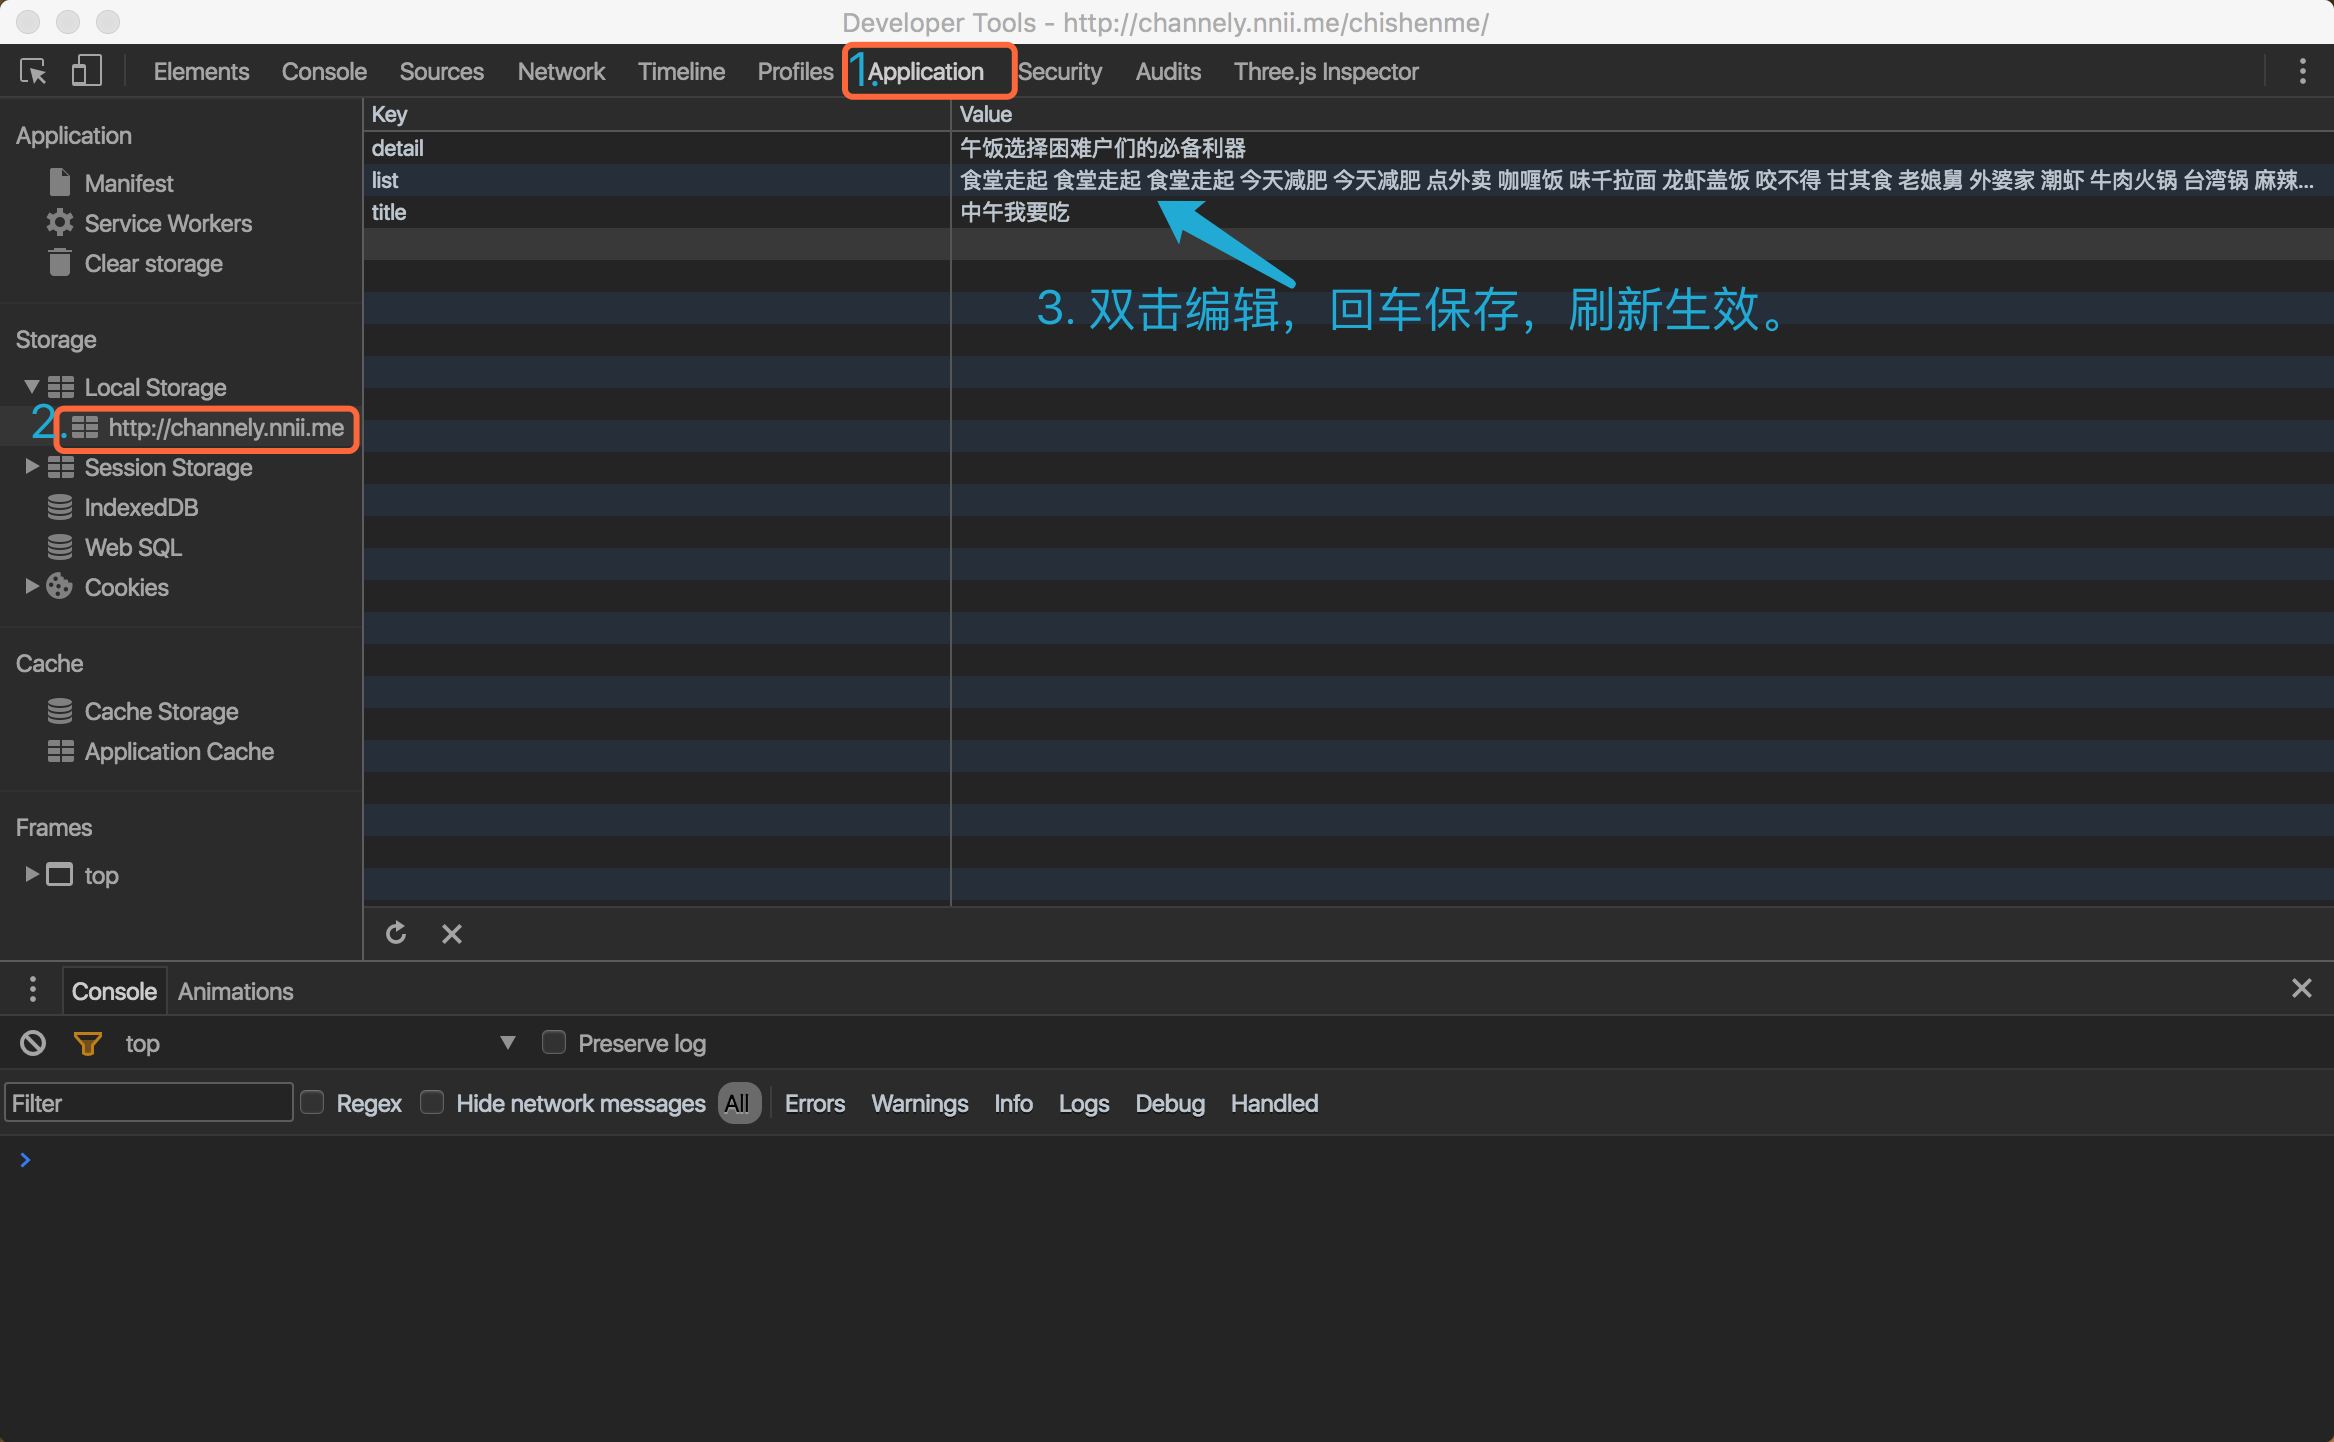 Developer Tools - http://channely.nnii.me/chishenme/
Elements Console Sources Network Timeline Profiles 1. Application Security Audits Three.js Inspector
Application
Manifest
Service Workers
Clear storage
Storage
Local Storage
2. http://channely.nnii.me
Session Storage
IndexedDB
Web SQL
Cookies
Cache
Cache Storage
Application Cache
Frames
top
Key Value
detail 午饭选择困难户们的必备利器
list 食堂走起 食堂走起 食堂走起 今天减肥 今天减肥 点外卖 咖喱饭 味千拉面 龙虾盖饭 咬不得 甘其食 老娘舅 外婆家 潮虾 牛肉火锅 台湾锅 麻辣...
title 中午我要吃
3. 双击编辑，回车保存，刷新生效。
Console Animations
top Preserve log
Filter Regex Hide network messages All Errors Warnings Info Logs Debug Handled